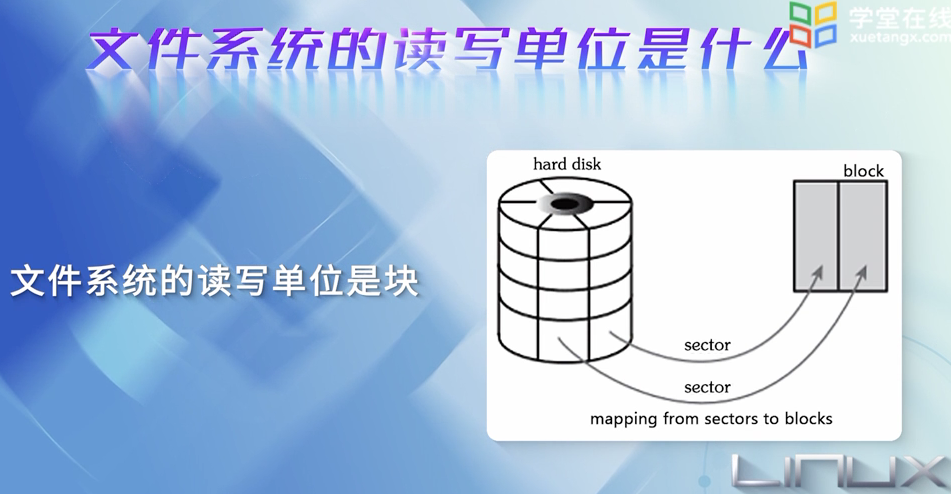 文件系统的读写单位是什么
学堂在线
xuetangx.com
hard disk
block
文件系统的读写单位是块
sector
sector
mapping from sectors to blocks
LINUX